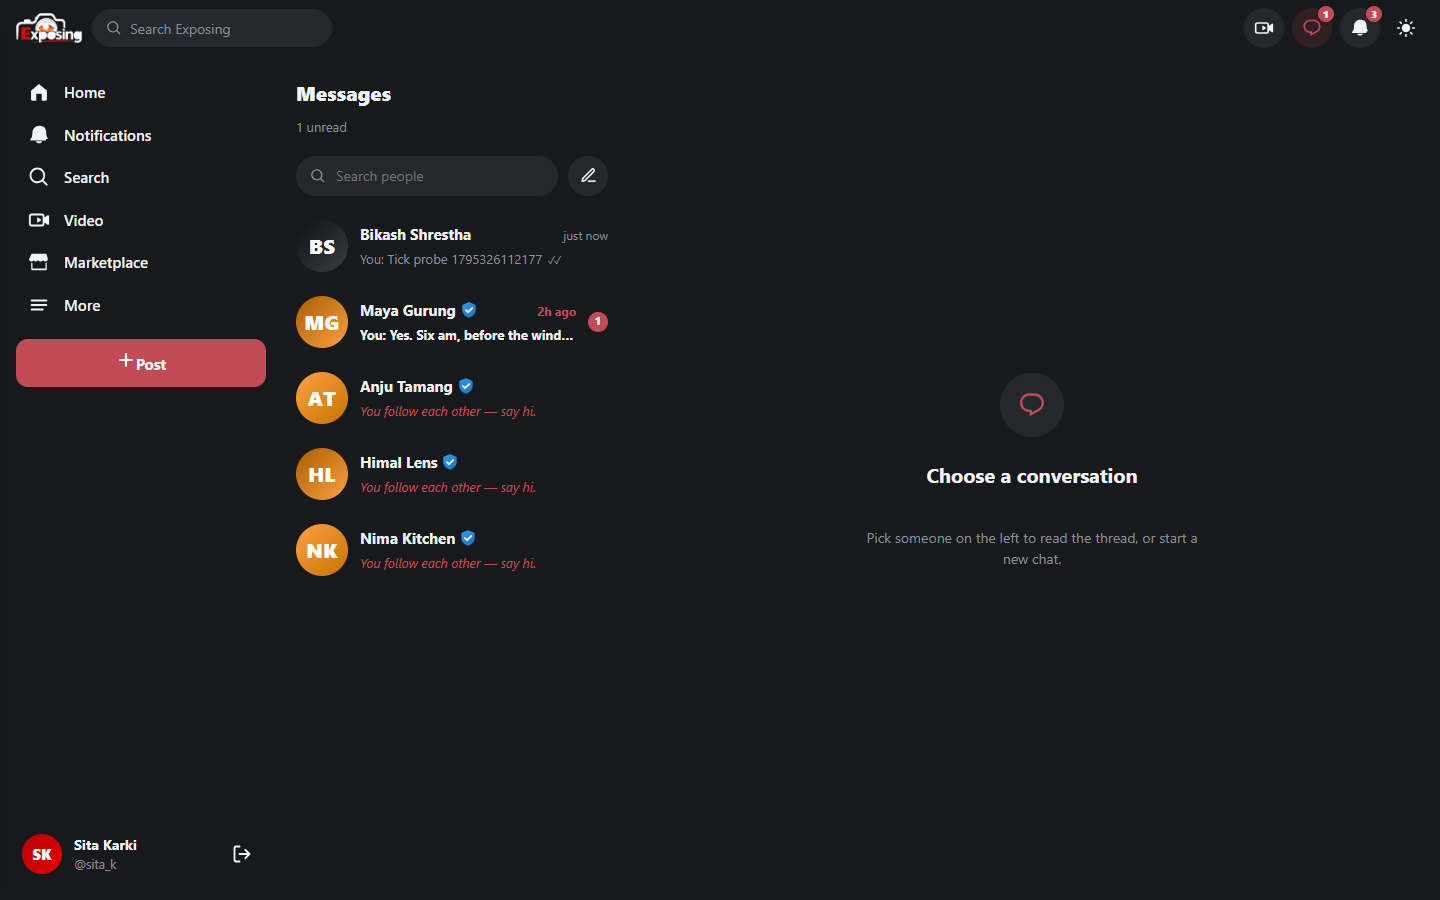 Exposing
Search Exposing
1
3
Home
Notifications
Search
Video
Marketplace
More
+ Post
Messages
1 unread
Search people
BS
Bikash Shrestha
just now
You: Tick probe 1795326112177
MG
Maya Gurung
2h ago
You: Yes. Six am, before the wind...
1
AT
Anju Tamang
You follow each other — say hi.
HL
Himal Lens
You follow each other — say hi.
NK
Nima Kitchen
You follow each other — say hi.
Choose a conversation
Pick someone on the left to read the thread, or start a
new chat.
SK
Sita Karki
@sita_k